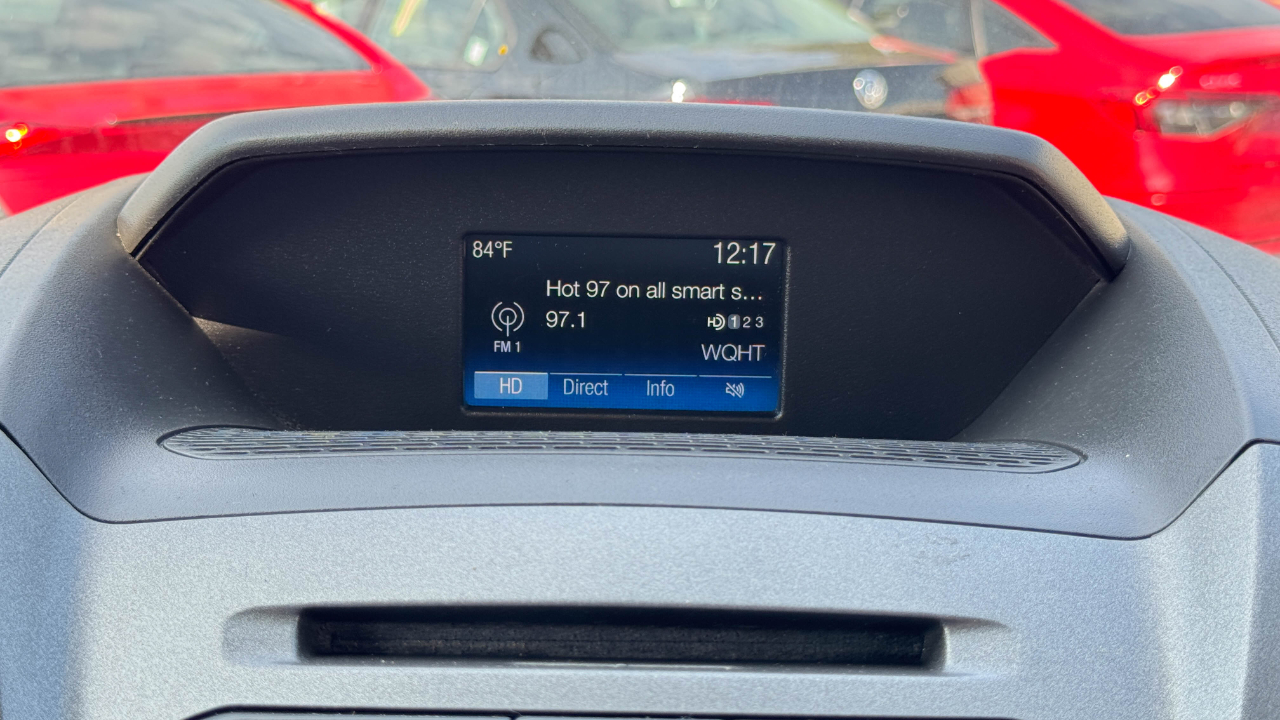 84°F 12:17
Hot 97 on all smart s...
97.1 HD 1 2 3
FM 1 WQHT
HD Direct Info